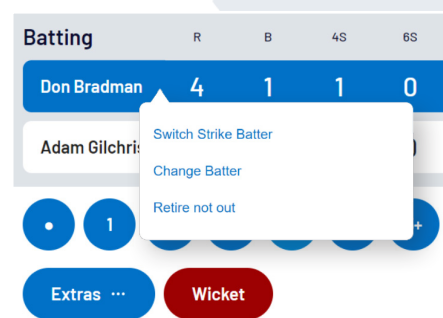 Batting R B 4S 6S
Don Bradman 4 1 1 0
Switch Strike Batter
Change Batter
Retire not out
1
+
Extras ···
Wicket